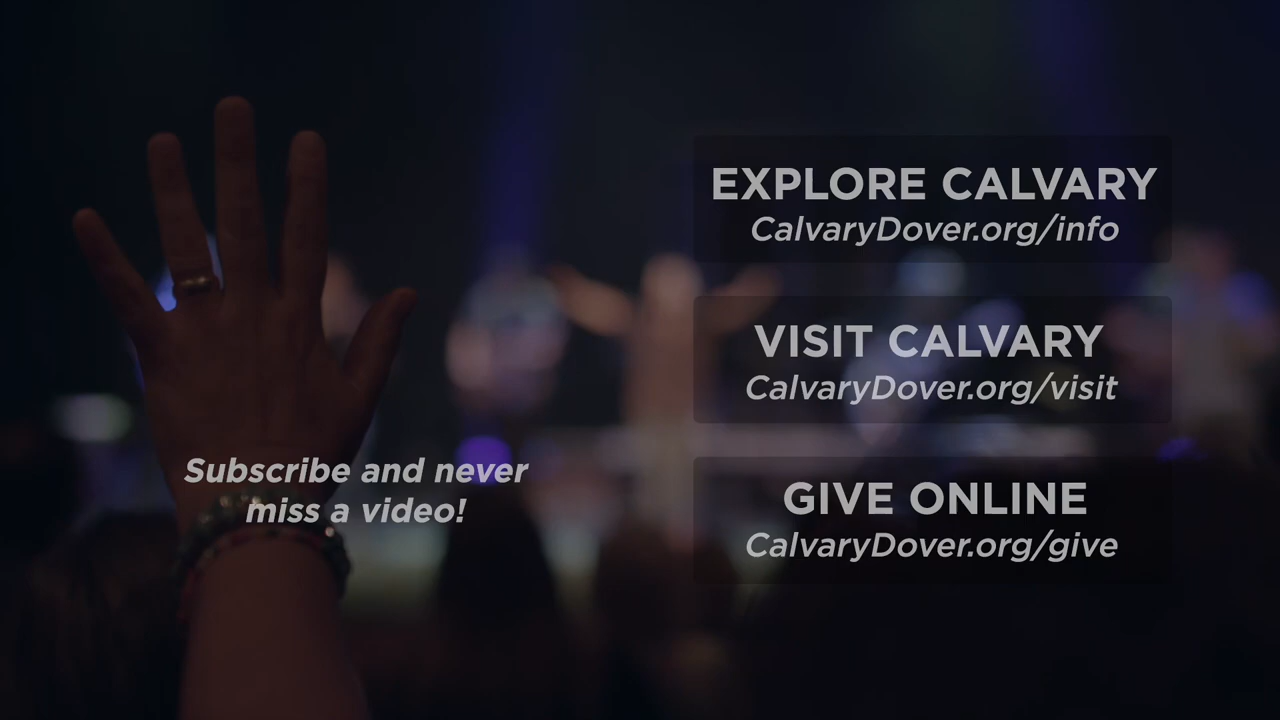 EXPLORE CALVARY
CalvaryDover.org/info
VISIT CALVARY
CalvaryDover.org/visit
GIVE ONLINE
CalvaryDover.org/give
Subscribe and never
miss a video!